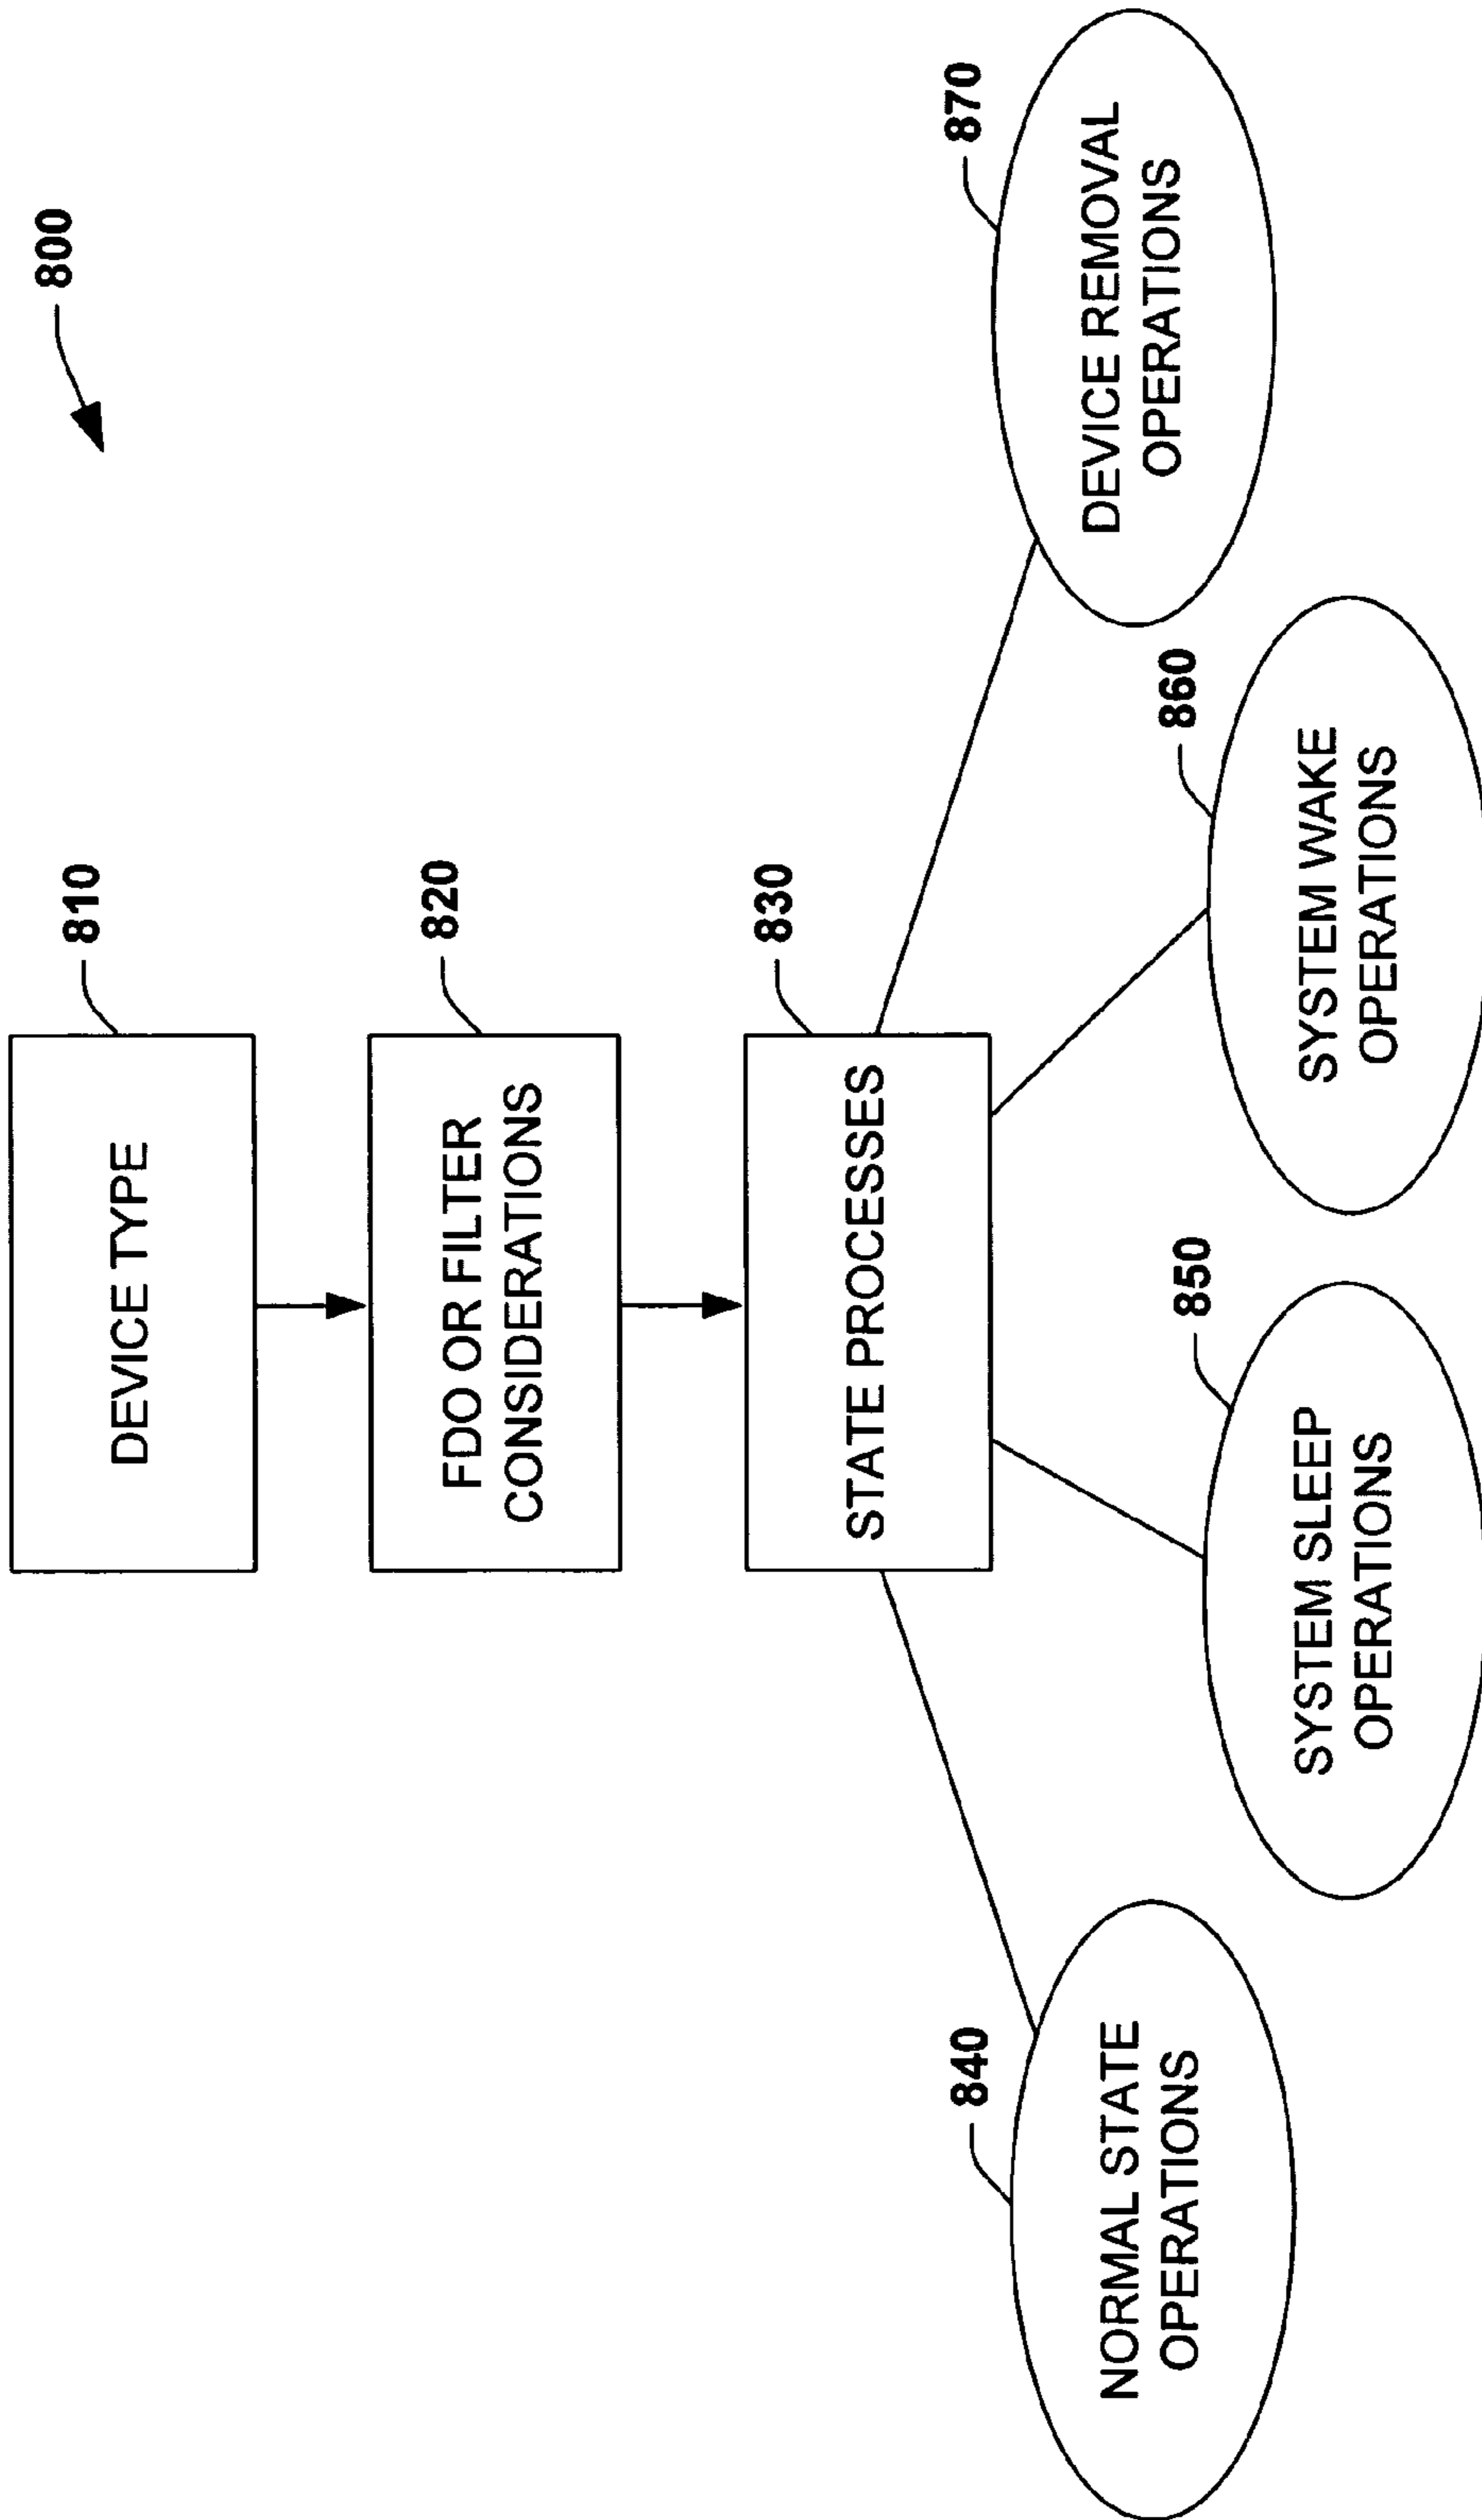 800
810
DEVICE TYPE
820
FDO OR FILTER
CONSIDERATIONS
830
STATE PROCESSES
840
NORMAL STATE
OPERATIONS
850
SYSTEM SLEEP
OPERATIONS
860
SYSTEM WAKE
OPERATIONS
870
DEVICE REMOVAL
OPERATIONS